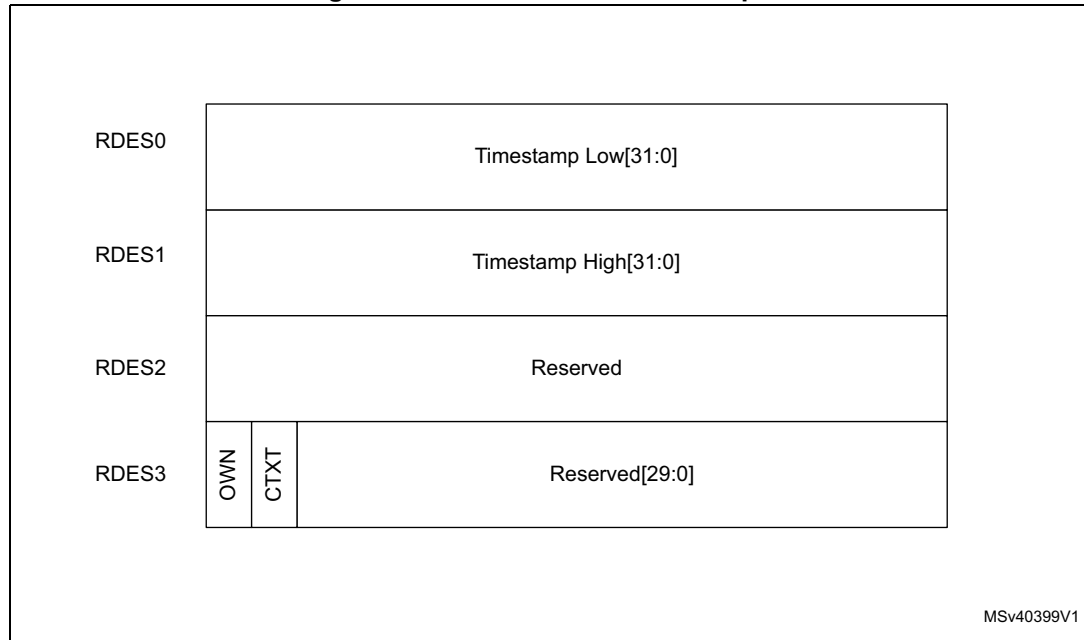 RDES0
Timestamp Low[31:0]
RDES1
Timestamp High[31:0]
RDES2
Reserved
RDES3
OWN
CTXT
Reserved[29:0]
MSv40399V1